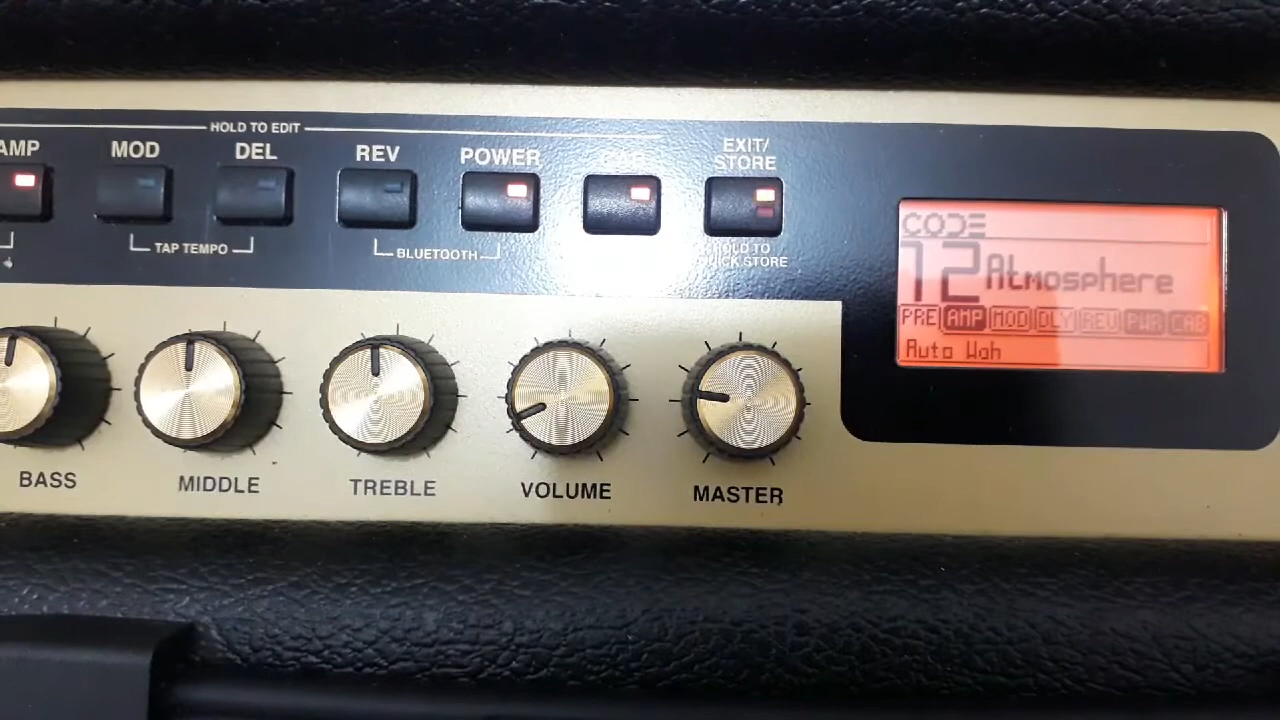 HOLD TO EDIT
AMP MOD DEL REV POWER CAB EXIT/
STORE
TAP TEMPO
BLUETOOTH
HOLD TO
QUICK STORE
CODE
12 Atmosphere
PRE AMP MOD DLY REV PWR CAB
Auto Wah
BASS MIDDLE TREBLE VOLUME MASTER